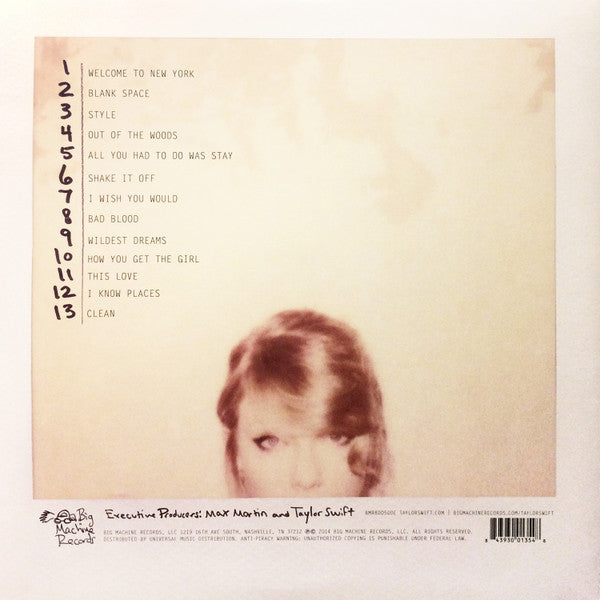 1 WELCOME TO NEW YORK
2 BLANK SPACE
3 STYLE
4 OUT OF THE WOODS
5 ALL YOU HAD TO DO WAS STAY
6 SHAKE IT OFF
7 I WISH YOU WOULD
8 BAD BLOOD
9 WILDEST DREAMS
10 HOW YOU GET THE GIRL
11 THIS LOVE
12 I KNOW PLACES
13 CLEAN
Big
Machine
Records
Executive Producers: Max Martin and Taylor Swift
BMRBD0500E TAYLORSWIFT.COM | BIGMACHINERECORDS.COM/TAYLORSWIFT
BIG MACHINE RECORDS, LLC 1219 16TH AVE SOUTH, NASHVILLE, TN 37212 ℗© 2014 BIG MACHINE RECORDS, LLC. ALL RIGHTS RESERVED.
DISTRIBUTED BY UNIVERSAL MUSIC DISTRIBUTION. ANTI-PIRACY WARNING: UNAUTHORIZED COPYING IS PUNISHABLE UNDER FEDERAL LAW.
8 43930 01354 8